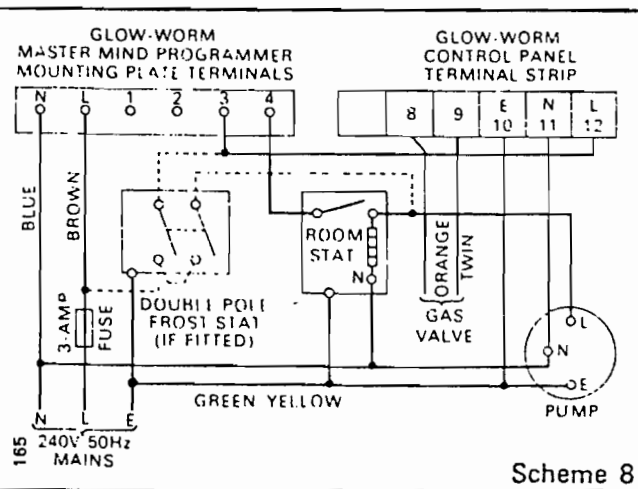 GLOW-WORM
MASTER MIND PROGRAMMER
MOUNTING PLATE TERMINALS
N L 1 2 3 4
GLOW-WORM
CONTROL PANEL
TERMINAL STRIP
8 9 E 10 N 11 L 12
BLUE
BROWN
3-AMP
FUSE
DOUBLE POLE
FROST STAT
(IF FITTED)
ROOM
STAT
N
ORANGE
TWIN
GAS
VALVE
L
N
E
PUMP
GREEN YELLOW
N L E
240V 50Hz
MAINS
165
Scheme 8